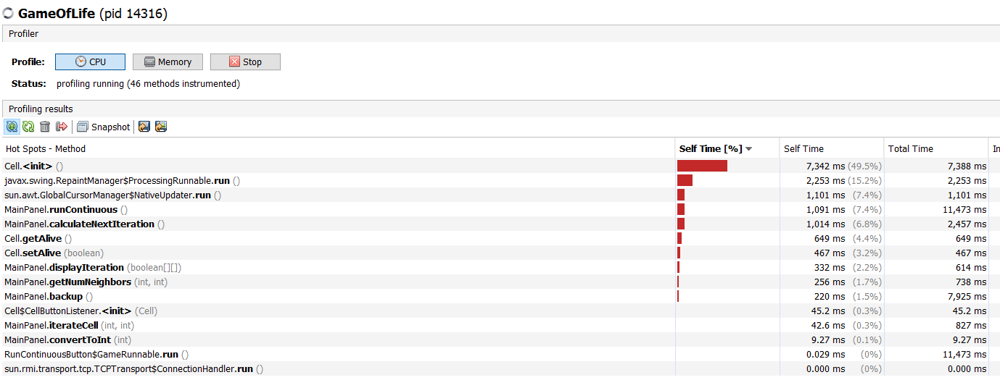 GameOfLife (pid 14316)
Profiler
Profile: CPU Memory Stop
Status: profiling running (46 methods instrumented)
Profiling results
Snapshot
Hot Spots - Method Self Time [%] Self Time Total Time In
Cell.<init> () 7,342 ms (49.5%) 7,388 ms
javax.swing.RepaintManager$ProcessingRunnable.run () 2,253 ms (15.2%) 2,253 ms
sun.awt.GlobalCursorManager$NativeUpdater.run () 1,101 ms (7.4%) 1,101 ms
MainPanel.runContinuous () 1,091 ms (7.4%) 11,473 ms
MainPanel.calculateNextIteration () 1,014 ms (6.8%) 2,457 ms
Cell.getAlive () 649 ms (4.4%) 649 ms
Cell.setAlive (boolean) 467 ms (3.2%) 467 ms
MainPanel.displayIteration (boolean[][]) 332 ms (2.2%) 614 ms
MainPanel.getNumNeighbors (int, int) 256 ms (1.7%) 738 ms
MainPanel.backup () 220 ms (1.5%) 7,925 ms
Cell$CellButtonListener.<init> (Cell) 45.2 ms (0.3%) 45.2 ms
MainPanel.iterateCell (int, int) 42.6 ms (0.3%) 827 ms
MainPanel.convertToInt (int) 9.27 ms (0.1%) 9.27 ms
RunContinuousButton$GameRunnable.run () 0.029 ms (0%) 11,473 ms
sun.rmi.transport.tcp.TCPTransport$ConnectionHandler.run () 0.000 ms (0%) 0.000 ms